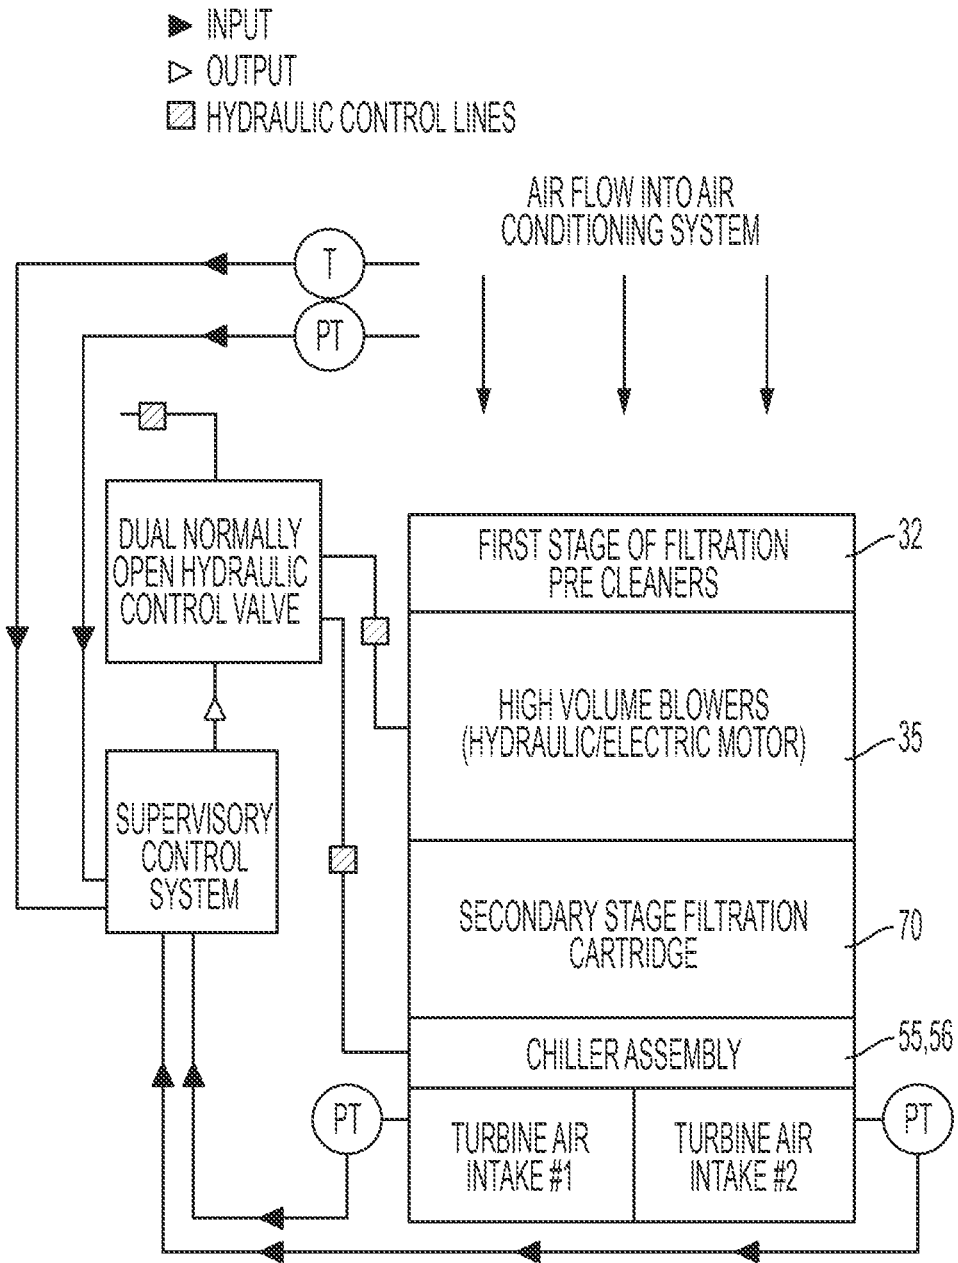 INPUT
OUTPUT
HYDRAULIC CONTROL LINES
AIR FLOW INTO AIR
CONDITIONING SYSTEM
T
PT
DUAL NORMALLY
OPEN HYDRAULIC
CONTROL VALVE
FIRST STAGE OF FILTRATION
PRE CLEANERS
32
HIGH VOLUME BLOWERS
(HYDRAULIC/ELECTRIC MOTOR)
35
SUPERVISORY
CONTROL
SYSTEM
SECONDARY STAGE FILTRATION
CARTRIDGE
70
CHILLER ASSEMBLY
55,56
PT
TURBINE AIR
INTAKE #1
TURBINE AIR
INTAKE #2
PT